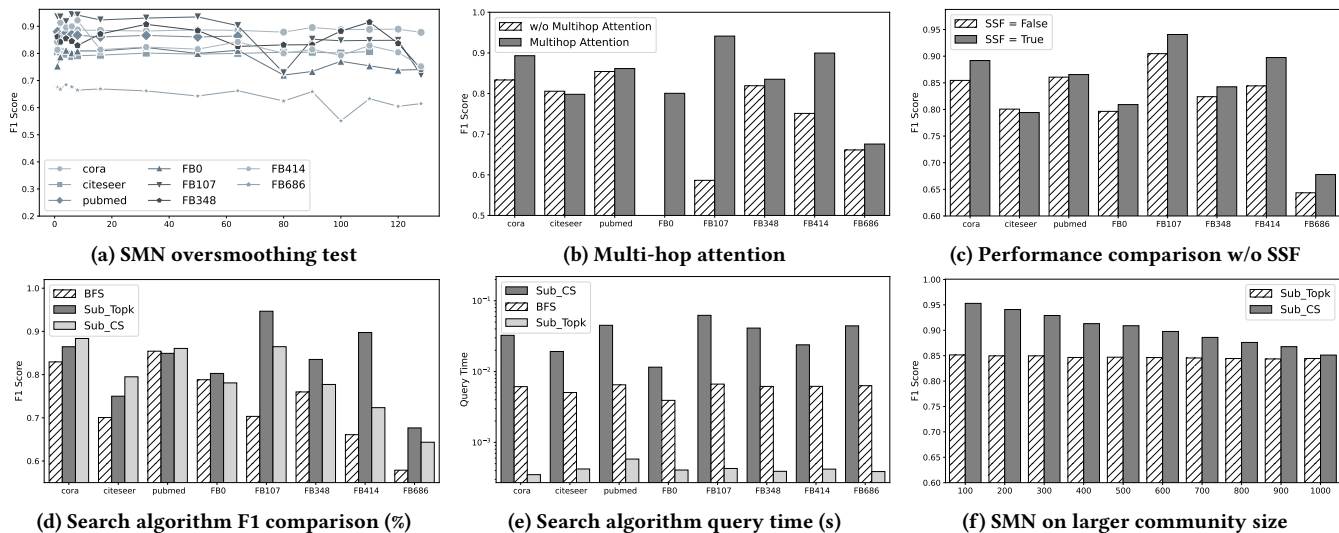 F1 Score
0.9
0.8
0.7
0.6
0.5
0.4
0.3
0.2
0 20 40 60 80 100 120
cora FB0 FB414
citeseer FB107 FB686
pubmed FB348
(a) SMN oversmoothing test
F1 Score
1.0
0.9
0.8
0.7
0.6
0.5
w/o Multihop Attention
Multihop Attention
cora citeseer pubmed FB0 FB107 FB348 FB414 FB686
(b) Multi-hop attention
F1 Score
0.95
0.90
0.85
0.80
0.75
0.70
0.65
0.60
SSF = False
SSF = True
cora citeseer pubmed FB0 FB107 FB348 FB414 FB686
(c) Performance comparison w/o SSF
F1 Score
1.0
0.9
0.8
0.7
0.6
BFS
Sub_Topk
Sub_CS
cora citeseer pubmed FB0 FB107 FB348 FB414 FB686
(d) Search algorithm F1 comparison (%)
Query Time
10⁻¹
10⁻²
10⁻³
Sub_CS
BFS
Sub_Topk
cora citeseer pubmed FB0 FB107 FB348 FB414 FB686
(e) Search algorithm query time (s)
F1 Score
1.00
0.95
0.90
0.85
0.80
0.75
0.70
0.65
0.60
Sub_Topk
Sub_CS
100 200 300 400 500 600 700 800 900 1000
(f) SMN on larger community size